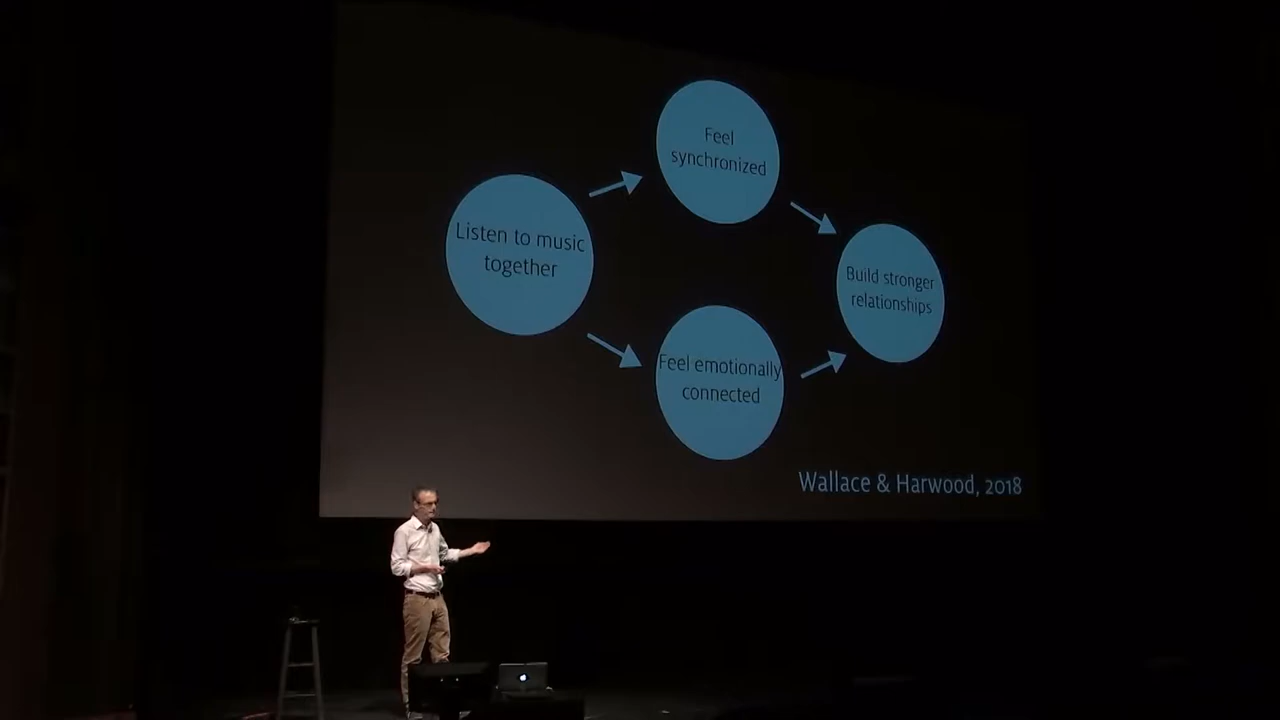 Feel
synchronized
Listen to music
together
Build stronger
relationships
Feel emotionally
connected
Wallace & Harwood, 2018